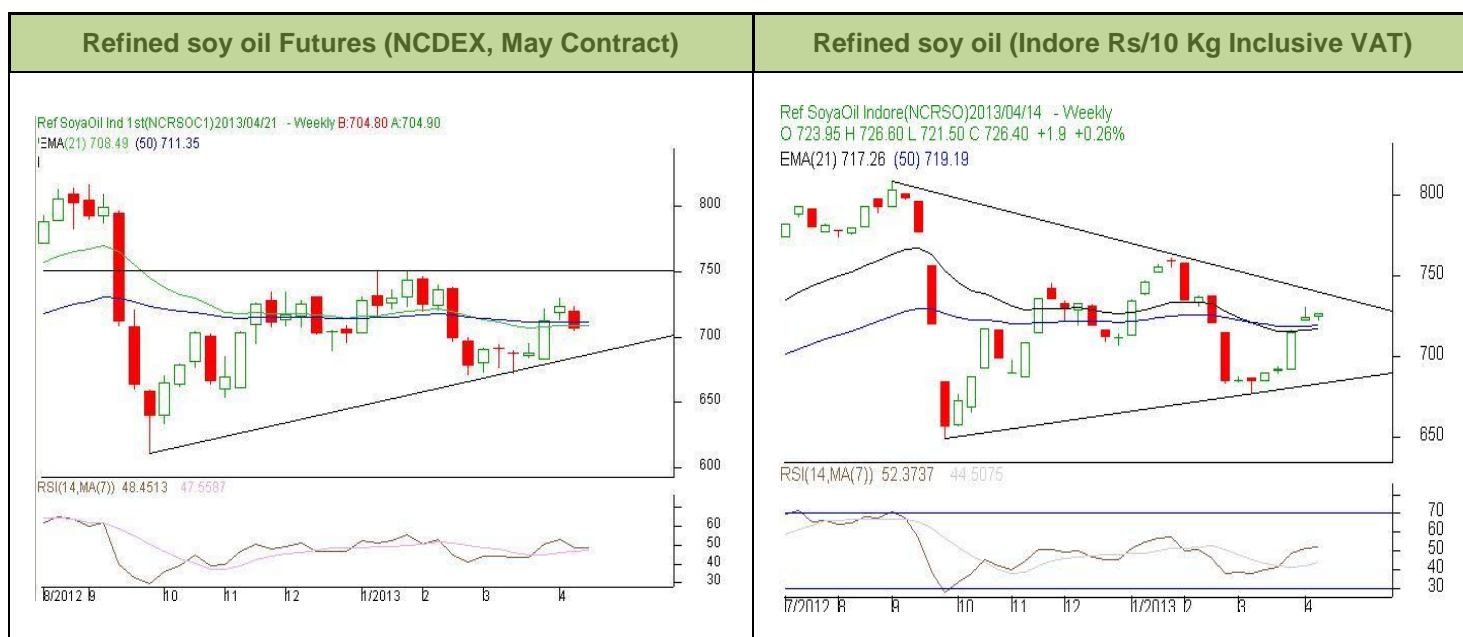 Refined soy oil Futures (NCDEX, May Contract)
Refined soy oil (Indore Rs/10 Kg Inclusive VAT)
Ref SoyaOil Ind 1st(NCRSOC1)2013/04/21 - Weekly B:704.80 A:704.90
EMA(21) 708.49 (50) 711.35
800
750
700
650
600
RSI(14,MA(7)) 48.4513 47.5587
60
50
40
30
8/2012 9 10 11 12 1/2013 2 3 4
Ref SoyaOil Indore(NCRSO)2013/04/14 - Weekly
O 723.95 H 726.60 L 721.50 C 726.40 +1.9 +0.26%
EMA(21) 717.26 (50) 719.19
800
750
700
650
RSI(14,MA(7)) 52.3737 44.5075
70
60
50
40
30
7/2012 8 9 10 11 12 1/2013 2 3 4